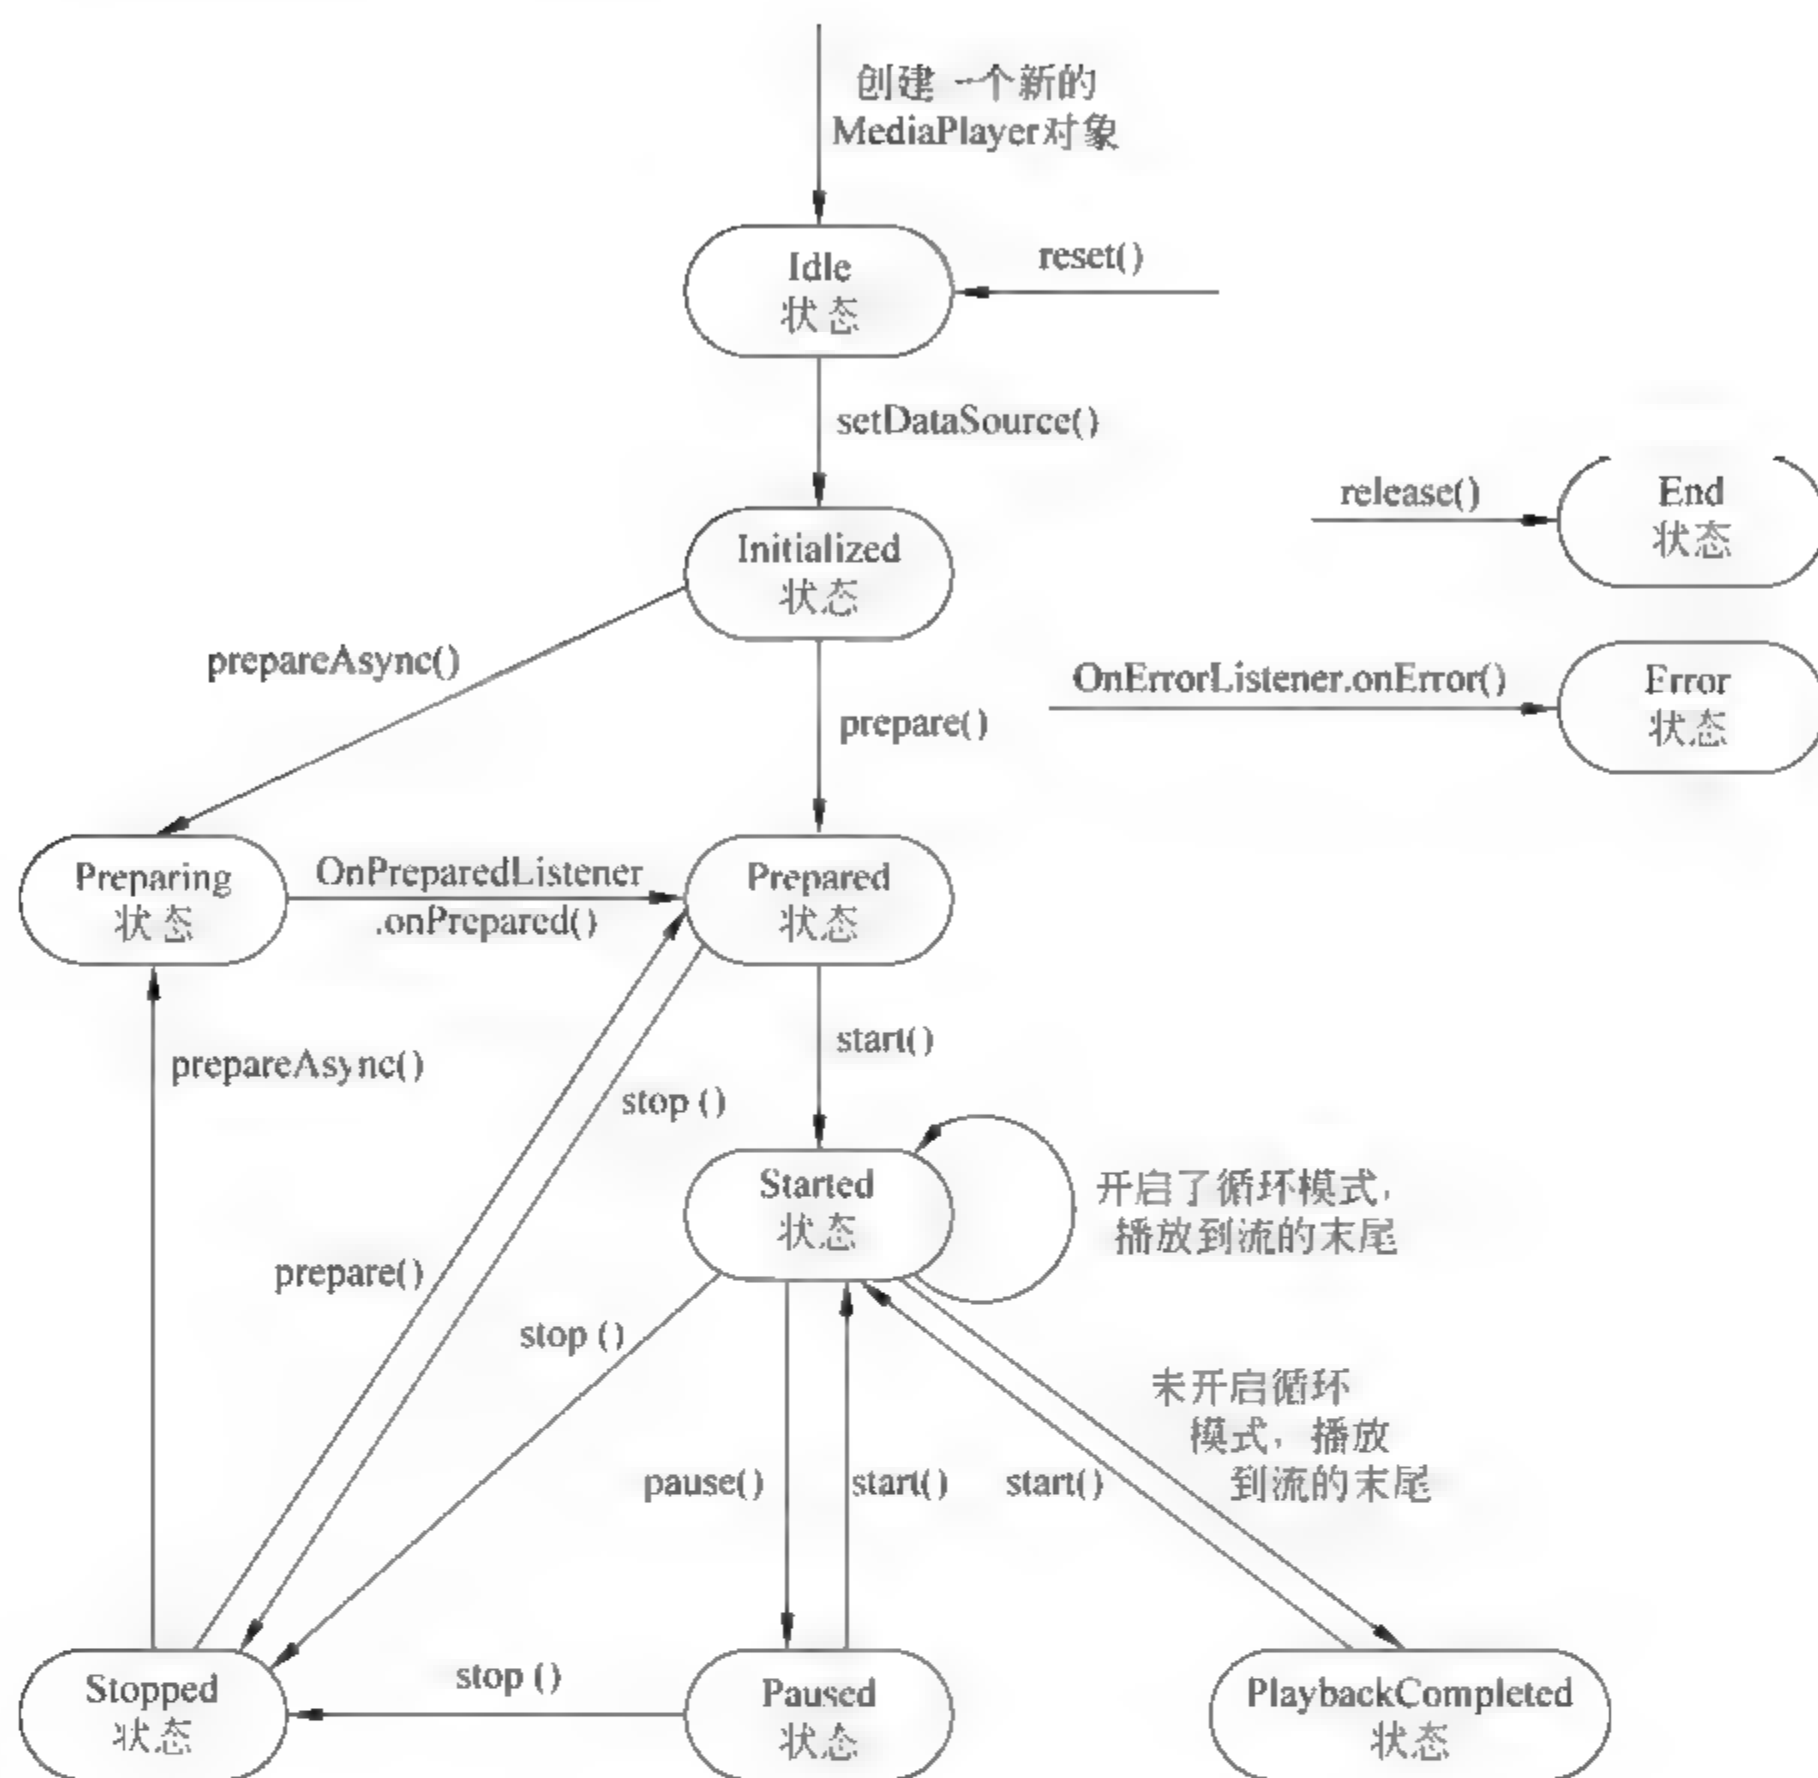 创建一个新的
MediaPlayer对象
Idle
状态
reset()
setDataSource()
release()
End
状态
Initialized
状态
prepareAsync()
OnErrorListener.onError()
Error
状态
prepare()
Preparing
状态
OnPreparedListener
.onPrepared()
Prepared
状态
start()
prepareAsync()
stop ()
Started
状态
开启了循环模式,
播放到流的末尾
prepare()
stop ()
未开启循环
模式, 播放
到流的末尾
pause()
start()
start()
Stopped
状态
stop ()
Paused
状态
PlaybackCompleted
状态